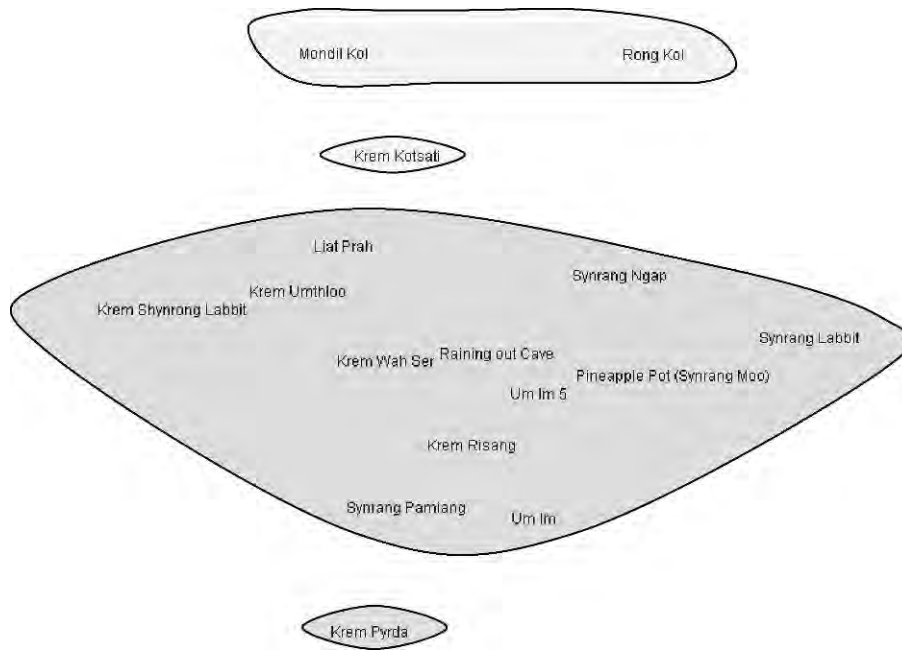 Mondil Kol
Rong Kol
Krem Kotsati
Liat Prah
Synrang Ngap
Krem Umthloo
Krem Shynrong Labbit
Synrang Labbit
Raining out Cave
Krem Wah Ser
Pineapple Pot (Synrang Moo)
Um Im 5
Krem Risang
Synrang Pamiang
Um Im
Krem Pyrda